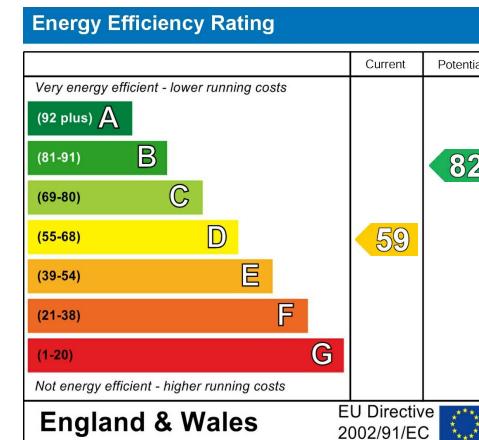 Energy Efficiency Rating
Current Potentia
Very energy efficient - lower running costs
(92 plus) A
(81-91) B
82
(69-80) C
(55-68) D
59
(39-54) E
(21-38) F
(1-20) G
Not energy efficient - higher running costs
England & Wales
EU Directive
2002/91/EC